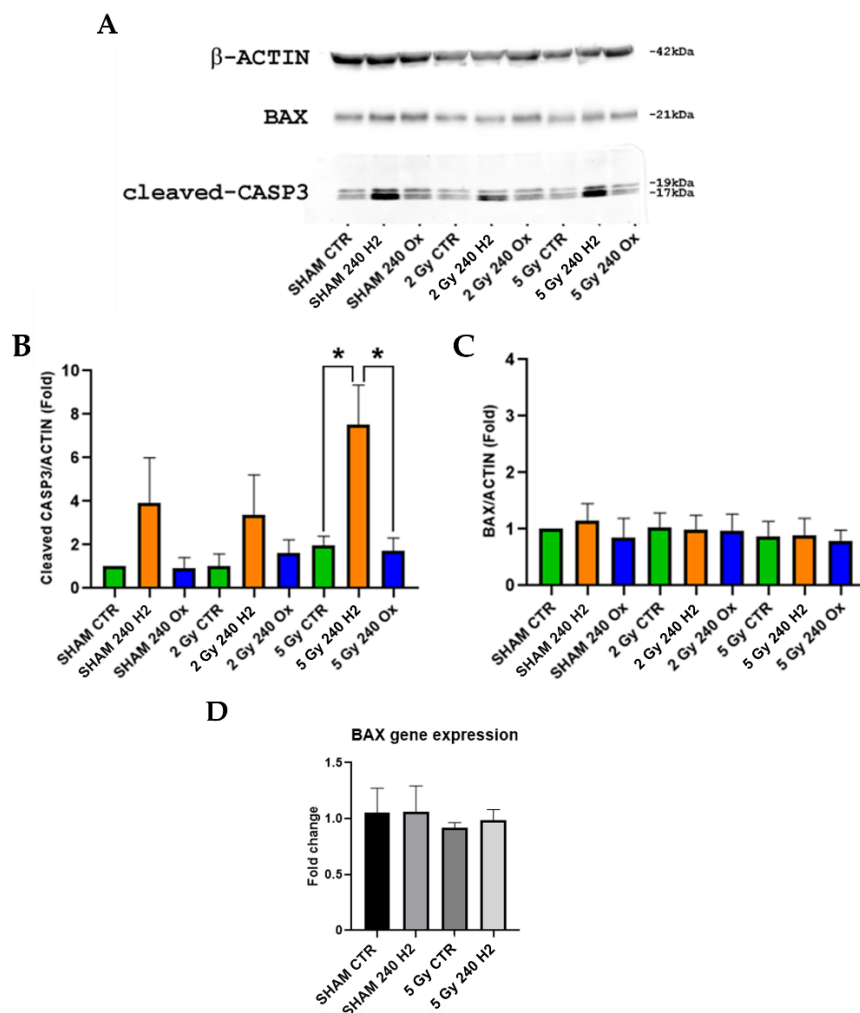 A
β-ACTIN
-42kDa
BAX
-21kDa
cleaved-CASP3
-19kDa
-17kDa
SHAM CTR
SHAM 240 H2
SHAM 240 Ox
2 Gy CTR
2 Gy 240 H2
2 Gy 240 Ox
5 Gy CTR
5 Gy 240 H2
5 Gy 240 Ox
B
Cleaved CASP3/ACTIN (Fold)
10
8
6
4
2
0
* *
SHAM CTR
SHAM 240 H2
SHAM 240 Ox
2 Gy CTR
2 Gy 240 H2
2 Gy 240 Ox
5 Gy CTR
5 Gy 240 H2
5 Gy 240 Ox
C
BAX/ACTIN (Fold)
4
3
2
1
0
SHAM CTR
SHAM 240 H2
SHAM 240 Ox
2 Gy CTR
2 Gy 240 H2
2 Gy 240 Ox
5 Gy CTR
5 Gy 240 H2
5 Gy 240 Ox
D
BAX gene expression
Fold change
1.5
1.0
0.5
0
SHAM CTR
SHAM 240 H2
5 Gy CTR
5 Gy 240 H2